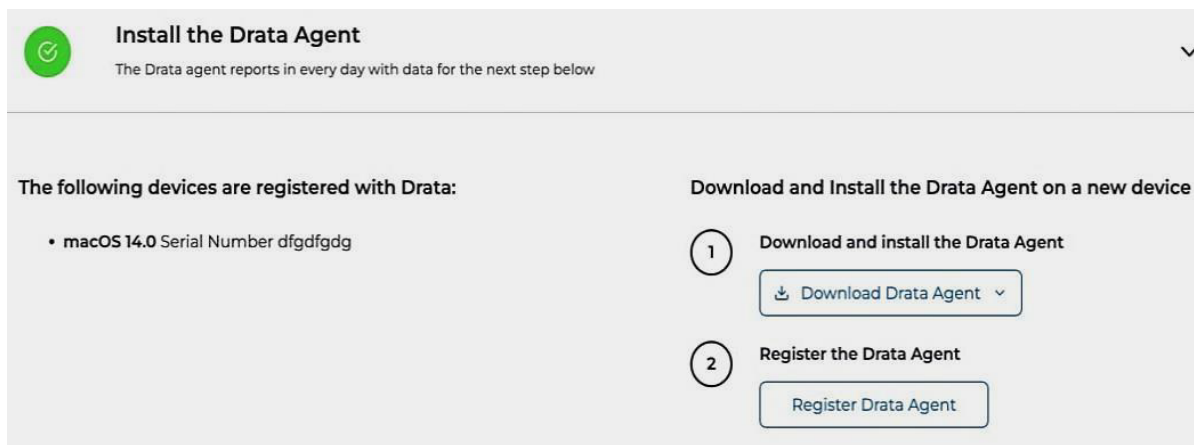 Install the Drata Agent
The Drata agent reports in every day with data for the next step below
The following devices are registered with Drata:
• macOS 14.0 Serial Number dfgdfgdg
Download and Install the Drata Agent on a new device
1
Download and install the Drata Agent
Download Drata Agent
2
Register the Drata Agent
Register Drata Agent